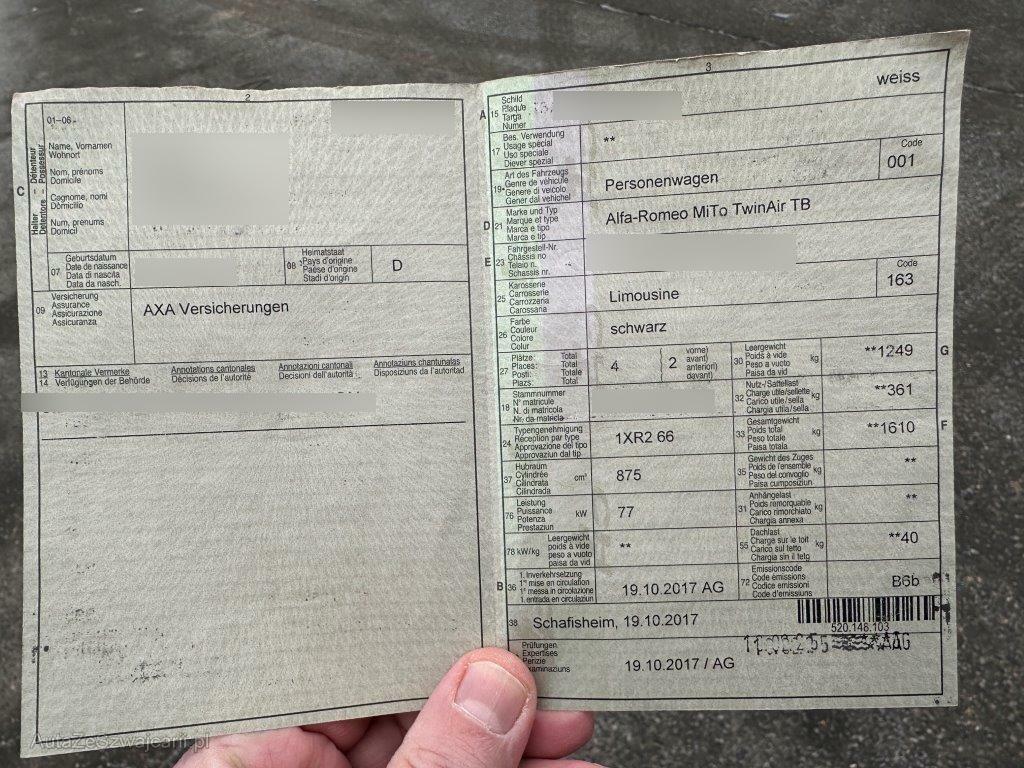 2
01–06
C
Halter – Détenteur
Detentore – Possessur
Name, Vornamen
Wohnort
Nom, prénoms
Domicile
Cognome, nomi
Domicilio
Num, prenums
Domicil
07
Geburtsdatum
Date de naissance
Data di nascita
Data da nasch.
08
Heimatstaat
Pays d'origine
Paese d'origine
Stadi d'origin
D
09
Versicherung
Assurance
Assicurazione
Assicuranza
AXA Versicherungen
13 Kantonale Vermerke Annotations cantonales Annotazioni cantonali Annotaziuns chantunalas
14 Verfügungen der Behörde Décisions de l'autorité Decisioni dell'autorità Disposiziuns da l'autoritad
3
A 15
Schild
Plaque
Targa
Numer
weiss
17
Bes. Verwendung
Usage spécial
Uso speciale
Diever spezial
**
19
Art des Fahrzeugs
Genre de véhicule
Genere di veicolo
Gener dal vehichel
Personenwagen
Code
001
D 21
Marke und Typ
Marque et type
Marca e tipo
Marca e tip
Alfa-Romeo MiTo TwinAir TB
E 23
Fahrgestell-Nr.
Châssis no
Telaio n.
Schassis nr.
25
Karosserie
Carrosserie
Carrozzeria
Carossaria
Limousine
Code
163
26
Farbe
Couleur
Colore
Colur
schwarz
27
Plätze: Total
Places: Total
Posti: Totale
Plazs: Total
4
2
vorne)
avant)
anteriori)
davant)
30
Leergewicht
Poids à vide
Peso a vuoto
Paisa da vid
kg
**1249
G
18
Stammnummer
N° matricule
N. di matricola
Nr. da matricla
32
Nutz-/Sattellast
Charge utile/sellette
Carico utile/sella
Chargia utila/sella
kg
**361
24
Typengenehmigung
Réception par type
Approvazione del tipo
Approvaziun dal tip
1XR2 66
33
Gesamtgewicht
Poids total
Peso totale
Paisa totala
kg
**1610
F
37
Hubraum
Cylindrée
Cilindrata
Cilindrada
cm³
875
35
Gewicht des Zuges
Poids de l'ensemble
Peso del convoglio
Paisa cumposiziun
kg
**
76
Leistung
Puissance
Potenza
Prestaziun
kW
77
31
Anhängelast
Poids remorquable
Carico rimorchiato
Chargia annexa
kg
**
78 kW/kg
Leergewicht
poids à vide
peso a vuoto
paisa da vid
**
55
Dachlast
Charge sur le toit
Carico sul tetto
Chargia sin il tetg
kg
**40
B 36
1. Inverkehrsetzung
1re mise en circulation
1a messa in circolazione
1. entrada en circulaziun
19.10.2017 AG
72
Emissionscode
Code émissions
Codice emissioni
Code d'emissiuns
B6b
38
Schafisheim, 19.10.2017
520.148.103
Prüfungen
Expertises
Perizie
Examinaziuns
19.10.2017 / AG
AutaZeSzwajcarii.pl